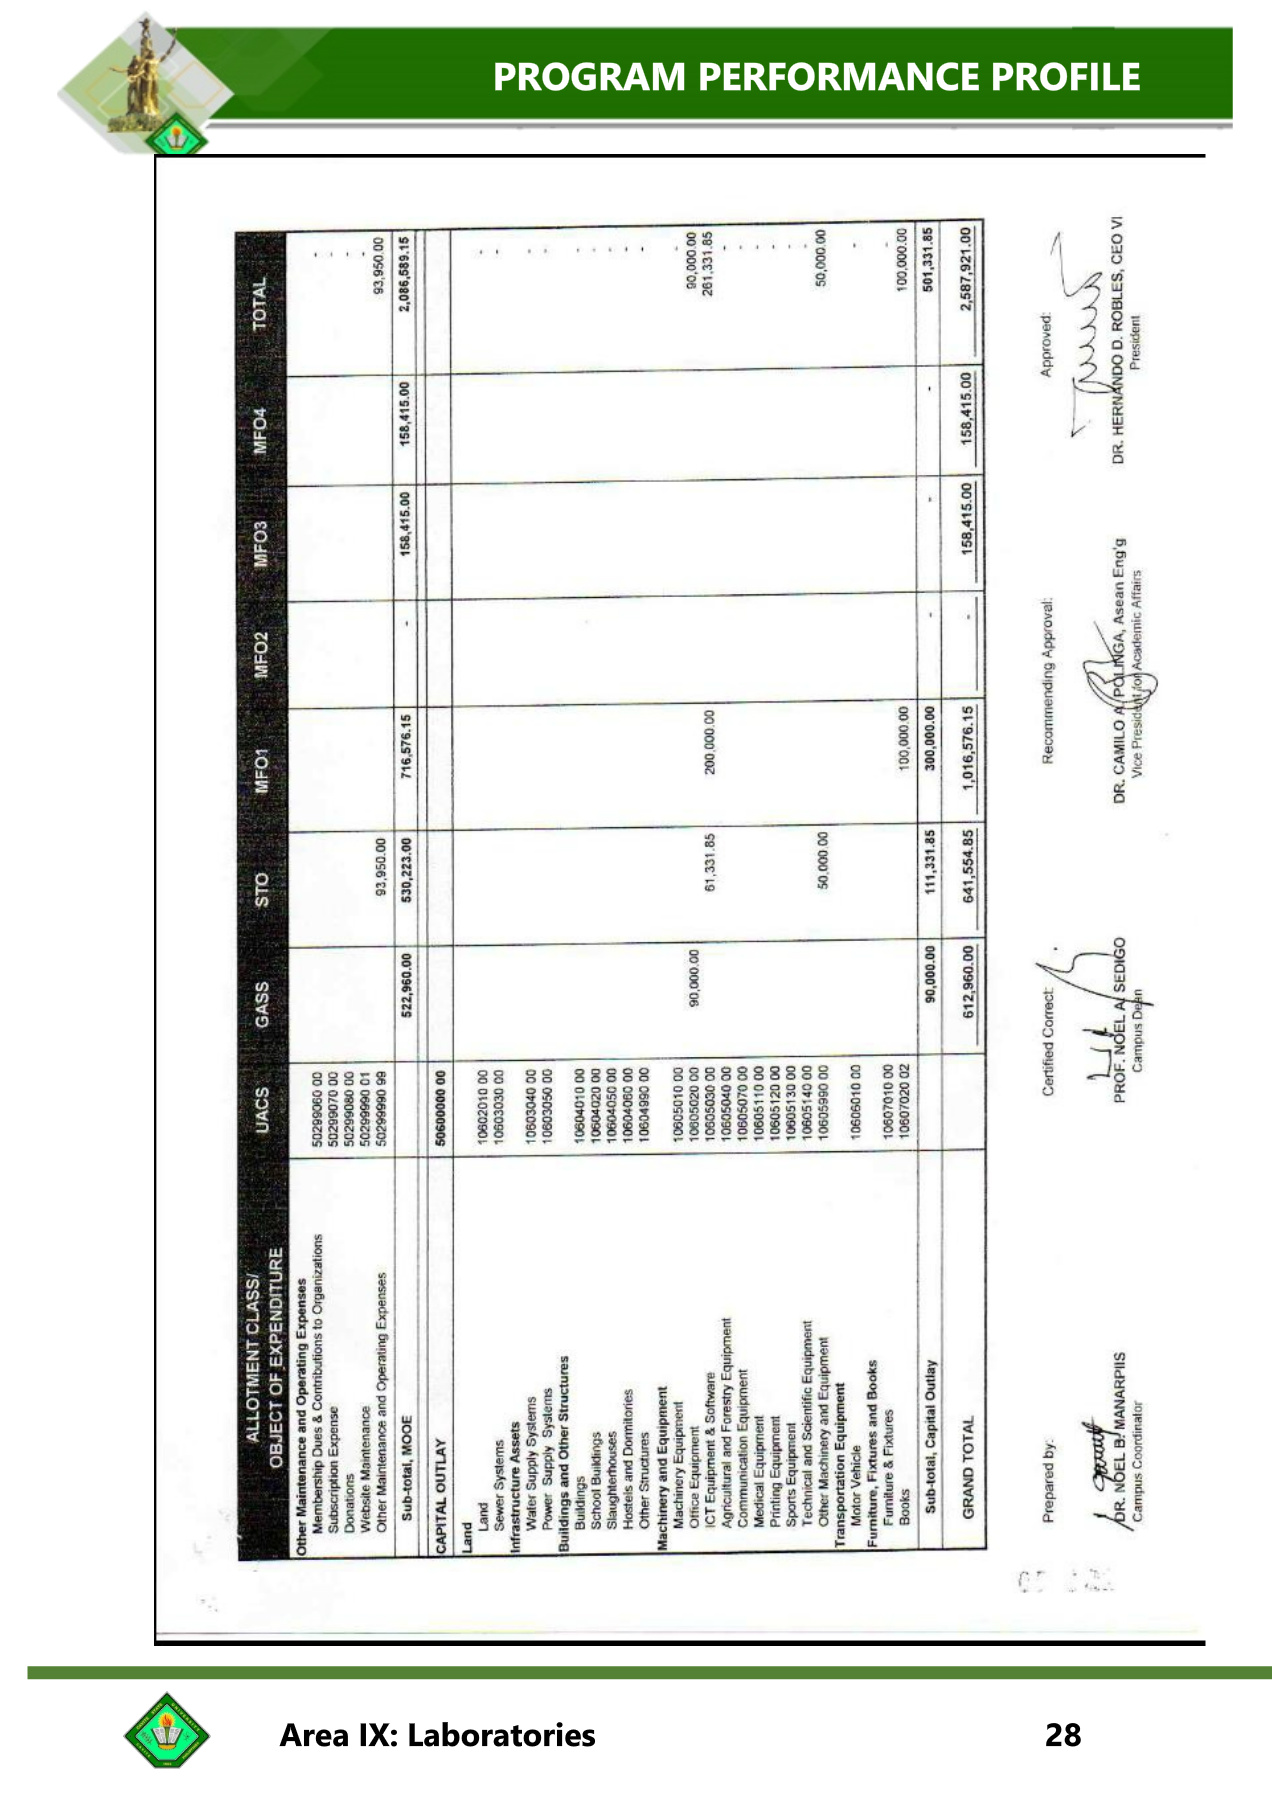 PROGRAM PERFORMANCE PROFILE
ALLOTMENT CLASS/ OBJECT OF EXPENDITURE UACS GASS STO MFO1 MFO2 MFO3 MFO4 TOTAL
Other Maintenance and Operating Expenses
Membership Dues & Contributions to Organizations 50299060 00 -
Subscription Expense 50299070 00 -
Donations 50299080 00 -
Website Maintenance 50299990 01 -
Other Maintenance and Operating Expenses 50299990 99 93,950.00 93,950.00
Sub-total, MOOE 522,960.00 530,223.00 716,576.15 - 158,415.00 158,415.00 2,086,589.15
CAPITAL OUTLAY 50600000 00
Land
Land 10602010 00 -
Sewer Systems 10603030 00 -
Infrastructure Assets
Water Supply Systems 10603040 00 -
Power Supply Systems 10603050 00 -
Buildings and Other Structures
Buildings 10604010 00 -
School Buildings 10604020 00 -
Slaughterhouses 10604050 00 -
Hostels and Dormitories 10604060 00 -
Other Structures 10604990 00 -
Machinery and Equipment
Machinery Equipment 10605010 00 -
Office Equipment 10605020 00 90,000.00 90,000.00
ICT Equipment & Software 10605030 00 61,331.85 200,000.00 261,331.85
Agricultural and Forestry Equipment 10605040 00 -
Communication Equipment 10605070 00 -
Medical Equipment 10605110 00 -
Printing Equipment 10605120 00 -
Sports Equipment 10605130 00 -
Technical and Scientific Equipment 10605140 00 -
Other Machinery and Equipment 10605990 00 50,000.00 50,000.00
Transportation Equipment
Motor Vehicle 10606010 00 -
Furniture, Fixtures and Books
Furniture & Fixtures 10607010 00 -
Books 10607020 02 100,000.00 100,000.00
Sub-total, Capital Outlay 90,000.00 111,331.85 300,000.00 - - - 501,331.85
GRAND TOTAL 612,960.00 641,554.85 1,016,576.15 - 158,415.00 158,415.00 2,587,921.00
Prepared by: Certified Correct: Recommending Approval: Approved:
DR. NOEL B. MANARPIIS PROF. NOEL A. SEDIGO DR. CAMILO A. POLINGA, Asean Eng'g DR. HERNANDO D. ROBLES, CEO VI
Campus Coordinator Campus Dean Vice President for Academic Affairs President
Area IX: Laboratories 28